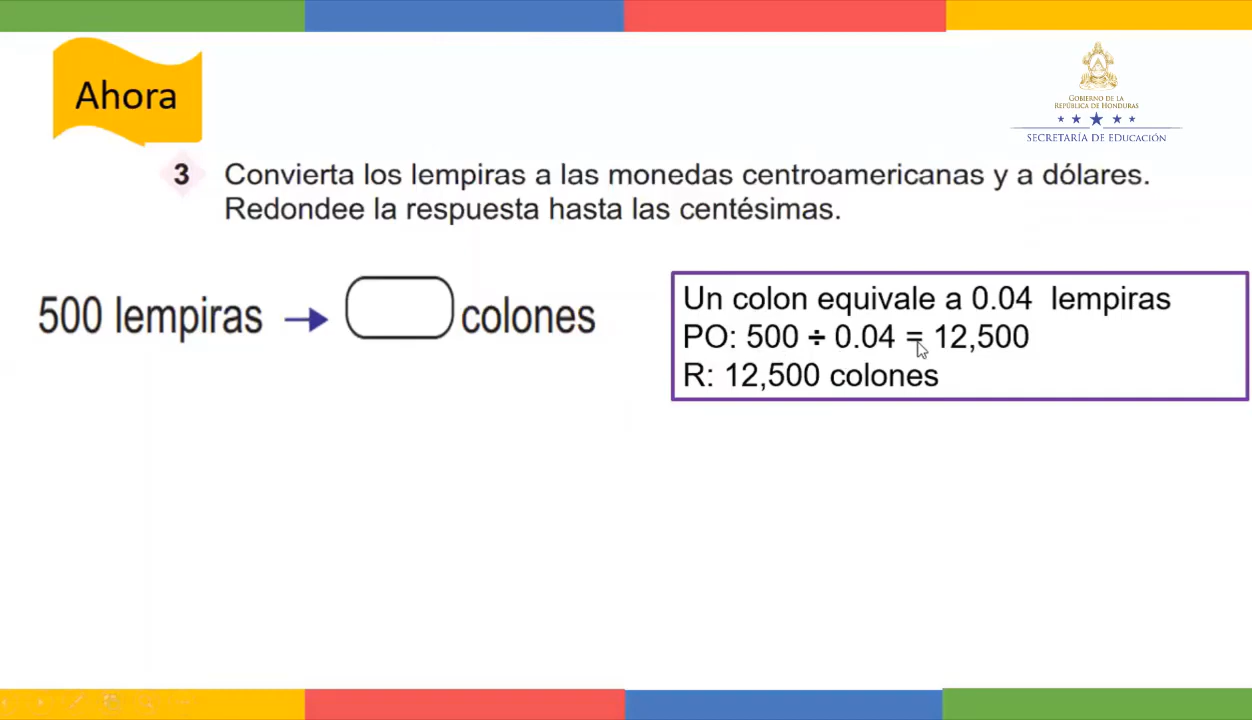 Ahora
GOBIERNO DE LA
REPÚBLICA DE HONDURAS
SECRETARÍA DE EDUCACIÓN
3 Convierta los lempiras a las monedas centroamericanas y a dólares.
Redondee la respuesta hasta las centésimas.
500 lempiras → colones
Un colon equivale a 0.04 lempiras
PO: 500 ÷ 0.04 = 12,500
R: 12,500 colones